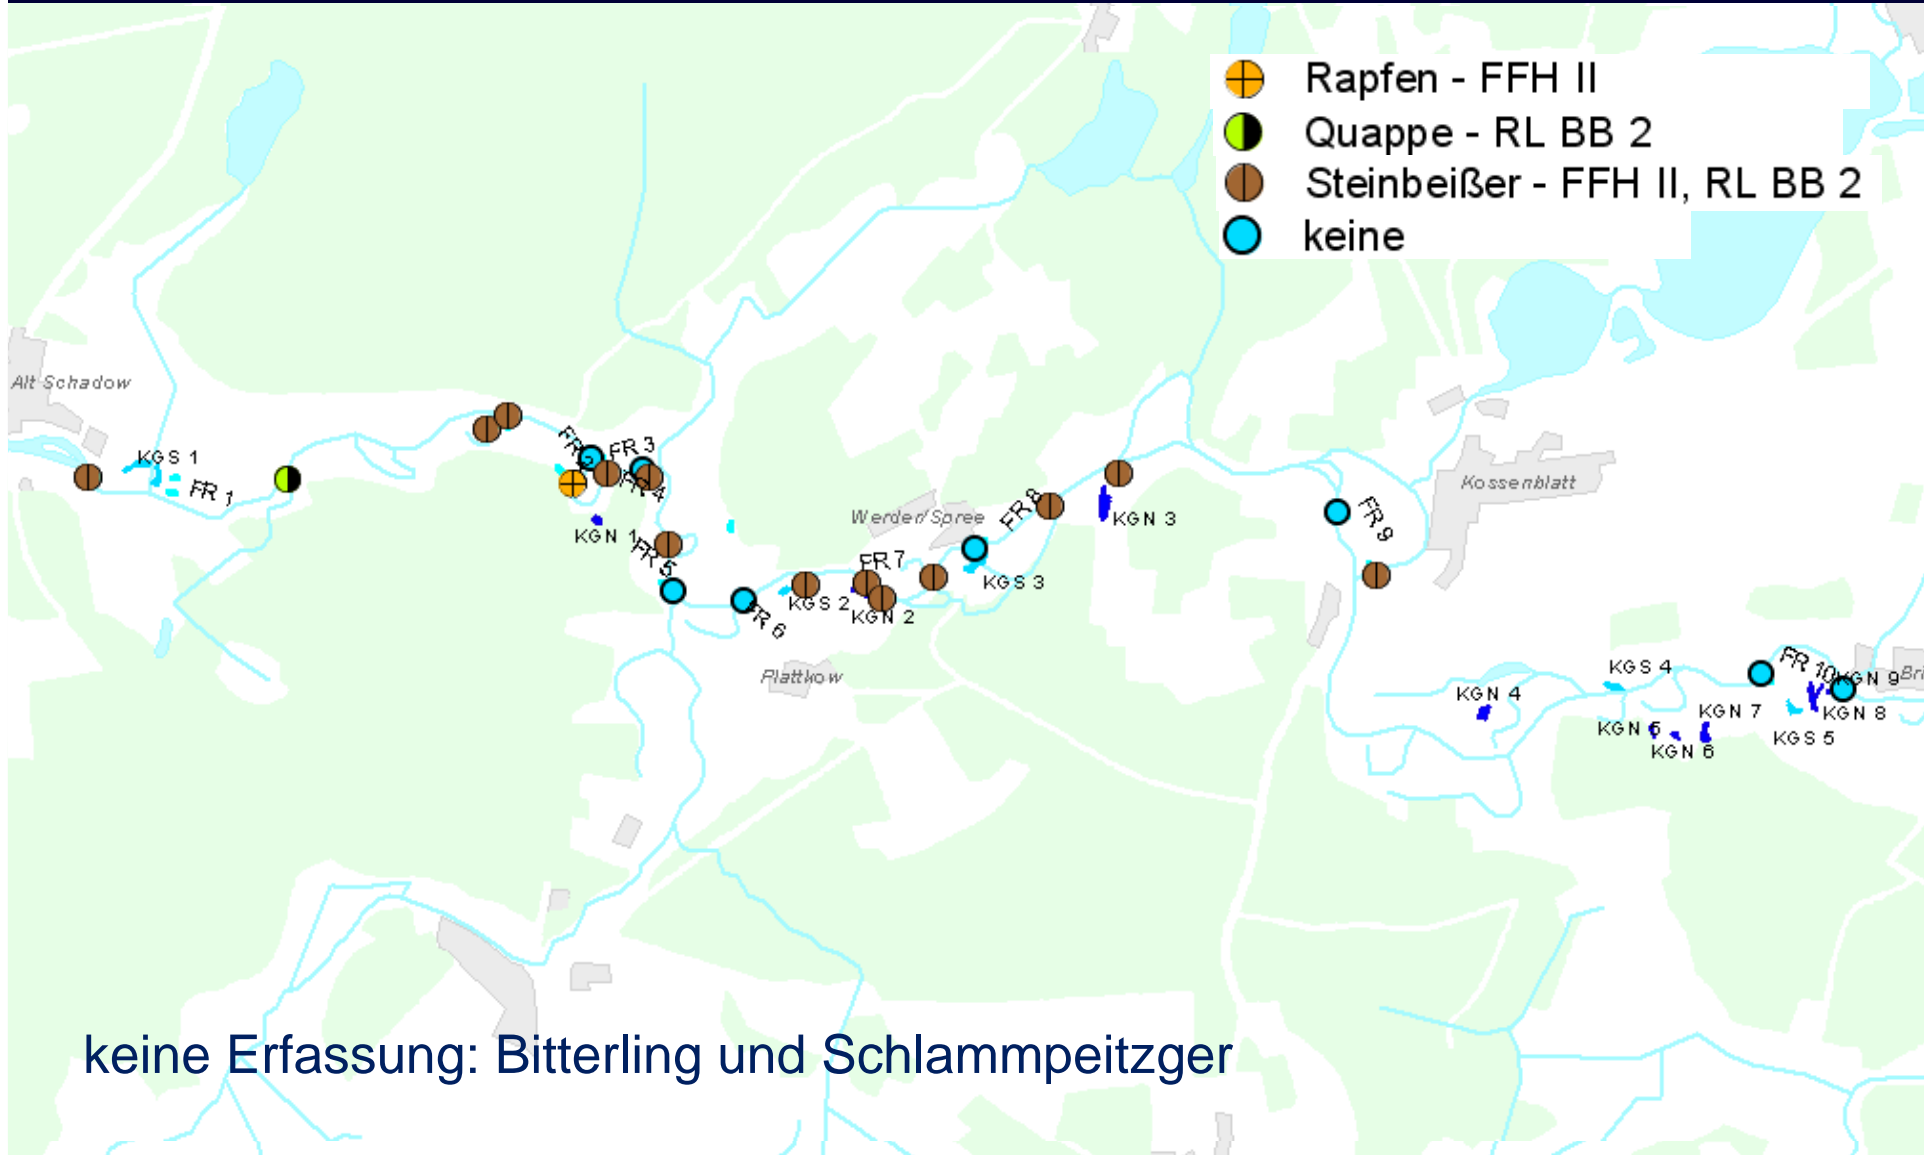 Rapfen - FFH II
Quappe - RL BB 2
Steinbeißer - FFH II, RL BB 2
keine
Alt Schadow
KGS 1
FR 1
FR 3
FR 4
KGN 1
FR 5
FR 6
KGS 2
FR 7
KGN 2
Werder/Spree
FR 8
KGS 3
KGN 3
Plattkow
FR 9
Kossenblatt
KGN 4
KGS 4
KGN 5
KGN 6
KGN 7
FR 10
KGS 5
KGN 8
KGN 9
Bri
keine Erfassung: Bitterling und Schlammpeitzger